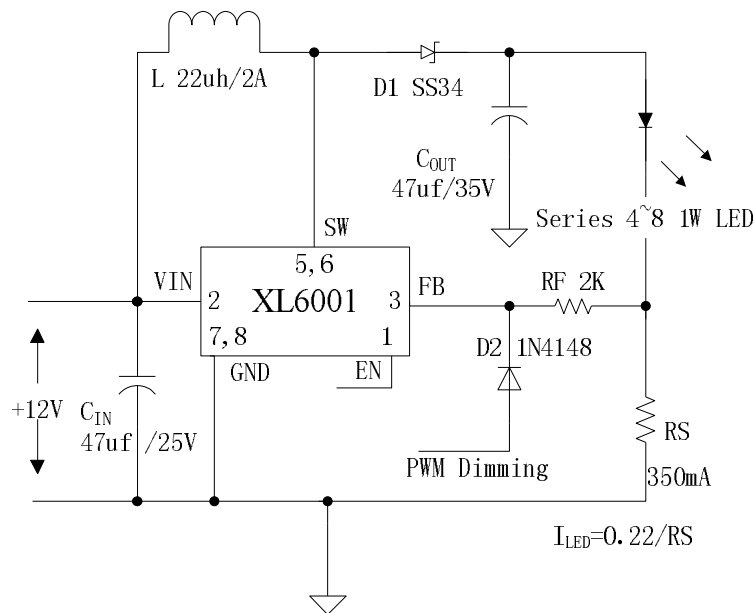 L 22uh/2A
D1 SS34
COUT
47uf/35V
Series 4~8 1W LED
SW
5,6
VIN
2
XL6001
3
FB
RF 2K
7,8
1
D2 1N4148
GND
EN
+12V
CIN
47uf /25V
PWM Dimming
RS
350mA
ILED=0.22/RS